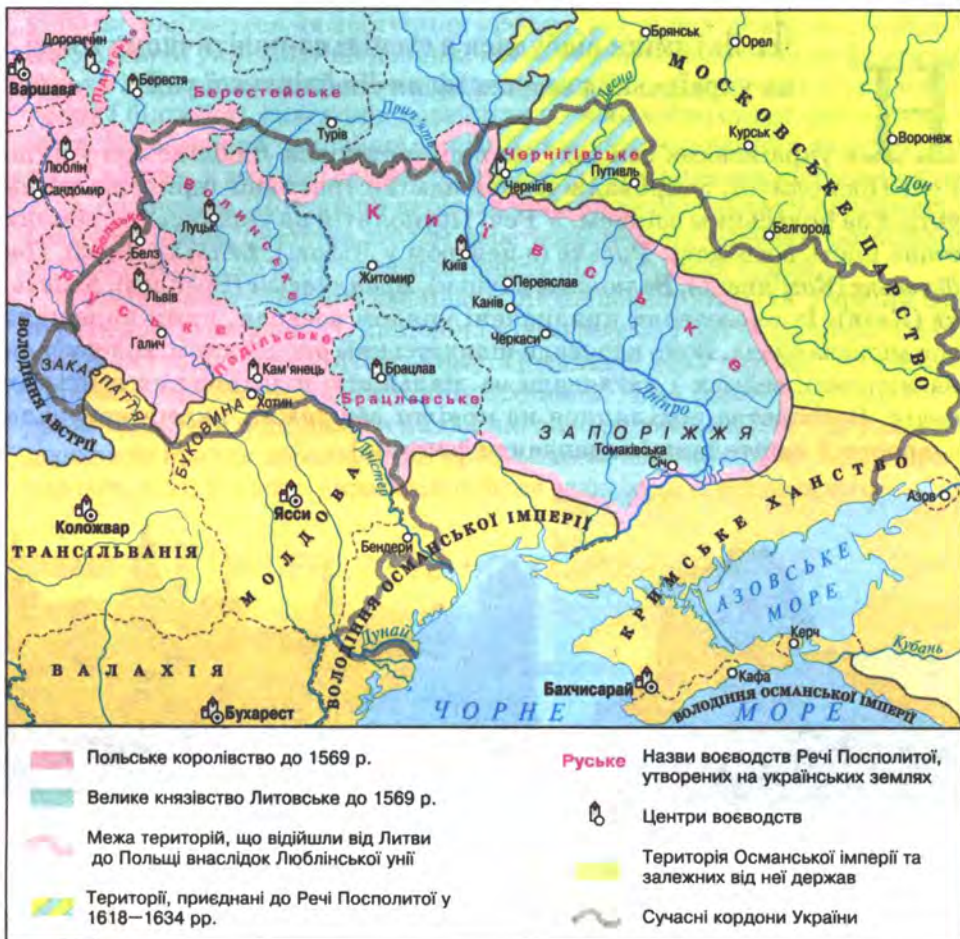 Брянськ
Орел
Дорогичин
МОСКОВСЬКЕ ЦАРСТВО
Десна
Варшава
Підляське
Берестя
Берестейське
Прип'ять
Турів
Курськ
Воронеж
Люблін
Чернігівське
Чернігів
Путивль
Дон
Сандомир
Волинське
Київське
Белзьке
Луцьк
Белгород
Белз
Київ
Житомир
Переяслав
Львів
Канів
Руське
Черкаси
Галич
Подільське
ВОЛОДІННЯ АВСТРІЇ
ЗАКАРПАТТЯ
Кам'янець
Брацлав
Хотин
Брацлавське
Дніпро
БУКОВИНА
ЗАПОРІЖЖЯ
Томаківська
Січ
Дністер
Коложвар
Ясси
Азов
ТРАНСІЛЬВАНІЯ
МОЛДОВА
Бендери
ВОЛОДІННЯ ОСМАНСЬКОЇ ІМПЕРІЇ
КРИМСЬКЕ ХАНСТВО
АЗОВСЬКЕ
МОРЕ
Дунай
Керч
Кубань
ВАЛАХІЯ
Кафа
Бахчисарай
Бухарест
ВОЛОДІННЯ ОСМАНСЬКОЇ ІМПЕРІЇ
ЧОРНЕ МОРЕ
Польське королівство до 1569 р.
Велике князівство Литовське до 1569 р.
Межа територій, що відійшли від Литви
до Польщі внаслідок Люблінської унії
Території, приєднані до Речі Посполитої у
1618—1634 рр.
Руське
Назви воєводств Речі Посполитої,
утворених на українських землях
Центри воєводств
Територія Османської імперії та
залежних від неї держав
Сучасні кордони України